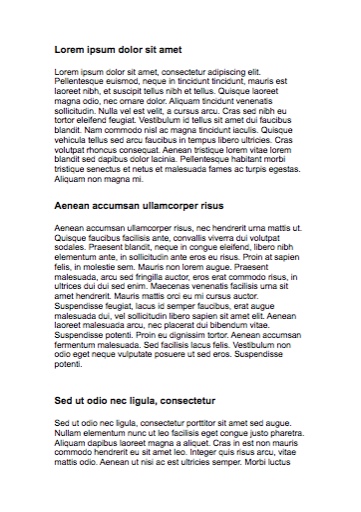 Lorem ipsum dolor sit amet
Lorem ipsum dolor sit amet, consectetur adipiscing elit.
Pellentesque euismod, neque in tincidunt tincidunt, mauris est
laoreet nibh, et suscipit tellus nibh et tellus. Quisque laoreet
magna odio, nec ornare dolor. Aliquam tincidunt venenatis
sollicitudin. Nulla vel est velit, a cursus arcu. Cras sed nibh eu
tortor eleifend feugiat. Vestibulum id tellus sit amet dui faucibus
blandit. Nam commodo nisl ac magna tincidunt iaculis. Quisque
vehicula tellus sed arcu faucibus in tempus libero ultricies. Cras
volutpat rhoncus consequat. Aenean tristique lorem vitae lorem
blandit sed dapibus dolor lacinia. Pellentesque habitant morbi
tristique senectus et netus et malesuada fames ac turpis egestas.
Aliquam non magna mi.
Aenean accumsan ullamcorper risus
Aenean accumsan ullamcorper risus, nec hendrerit urna mattis ut.
Quisque faucibus facilisis ante, convallis viverra dui volutpat
sodales. Praesent blandit, neque in congue eleifend, libero nibh
elementum ante, in sollicitudin ante eros eu risus. Proin at sapien
felis, in molestie sem. Mauris non lorem augue. Praesent
malesuada, arcu sed fringilla auctor, eros erat commodo risus, in
ultrices dui dui sed enim. Maecenas venenatis facilisis urna sit
amet hendrerit. Mauris mattis orci eu mi cursus auctor.
Suspendisse feugiat, lacus id semper faucibus, erat augue
malesuada dui, vel sollicitudin libero sapien sit amet elit. Aenean
laoreet malesuada arcu, nec placerat dui bibendum vitae.
Suspendisse potenti. Proin eu dignissim tortor. Aenean accumsan
fermentum malesuada. Sed facilisis lacus felis. Vestibulum non
odio eget neque vulputate posuere ut sed eros. Suspendisse
potenti.
Sed ut odio nec ligula, consectetur
Sed ut odio nec ligula, consectetur porttitor sit amet sed augue.
Nullam elementum nunc ut leo facilisis eget congue justo pharetra.
Aliquam dapibus laoreet magna a aliquet. Cras in est non mauris
commodo hendrerit eu sit amet leo. Integer quis risus arcu, vitae
mattis odio. Aenean ut nisi ac est ultricies semper. Morbi luctus